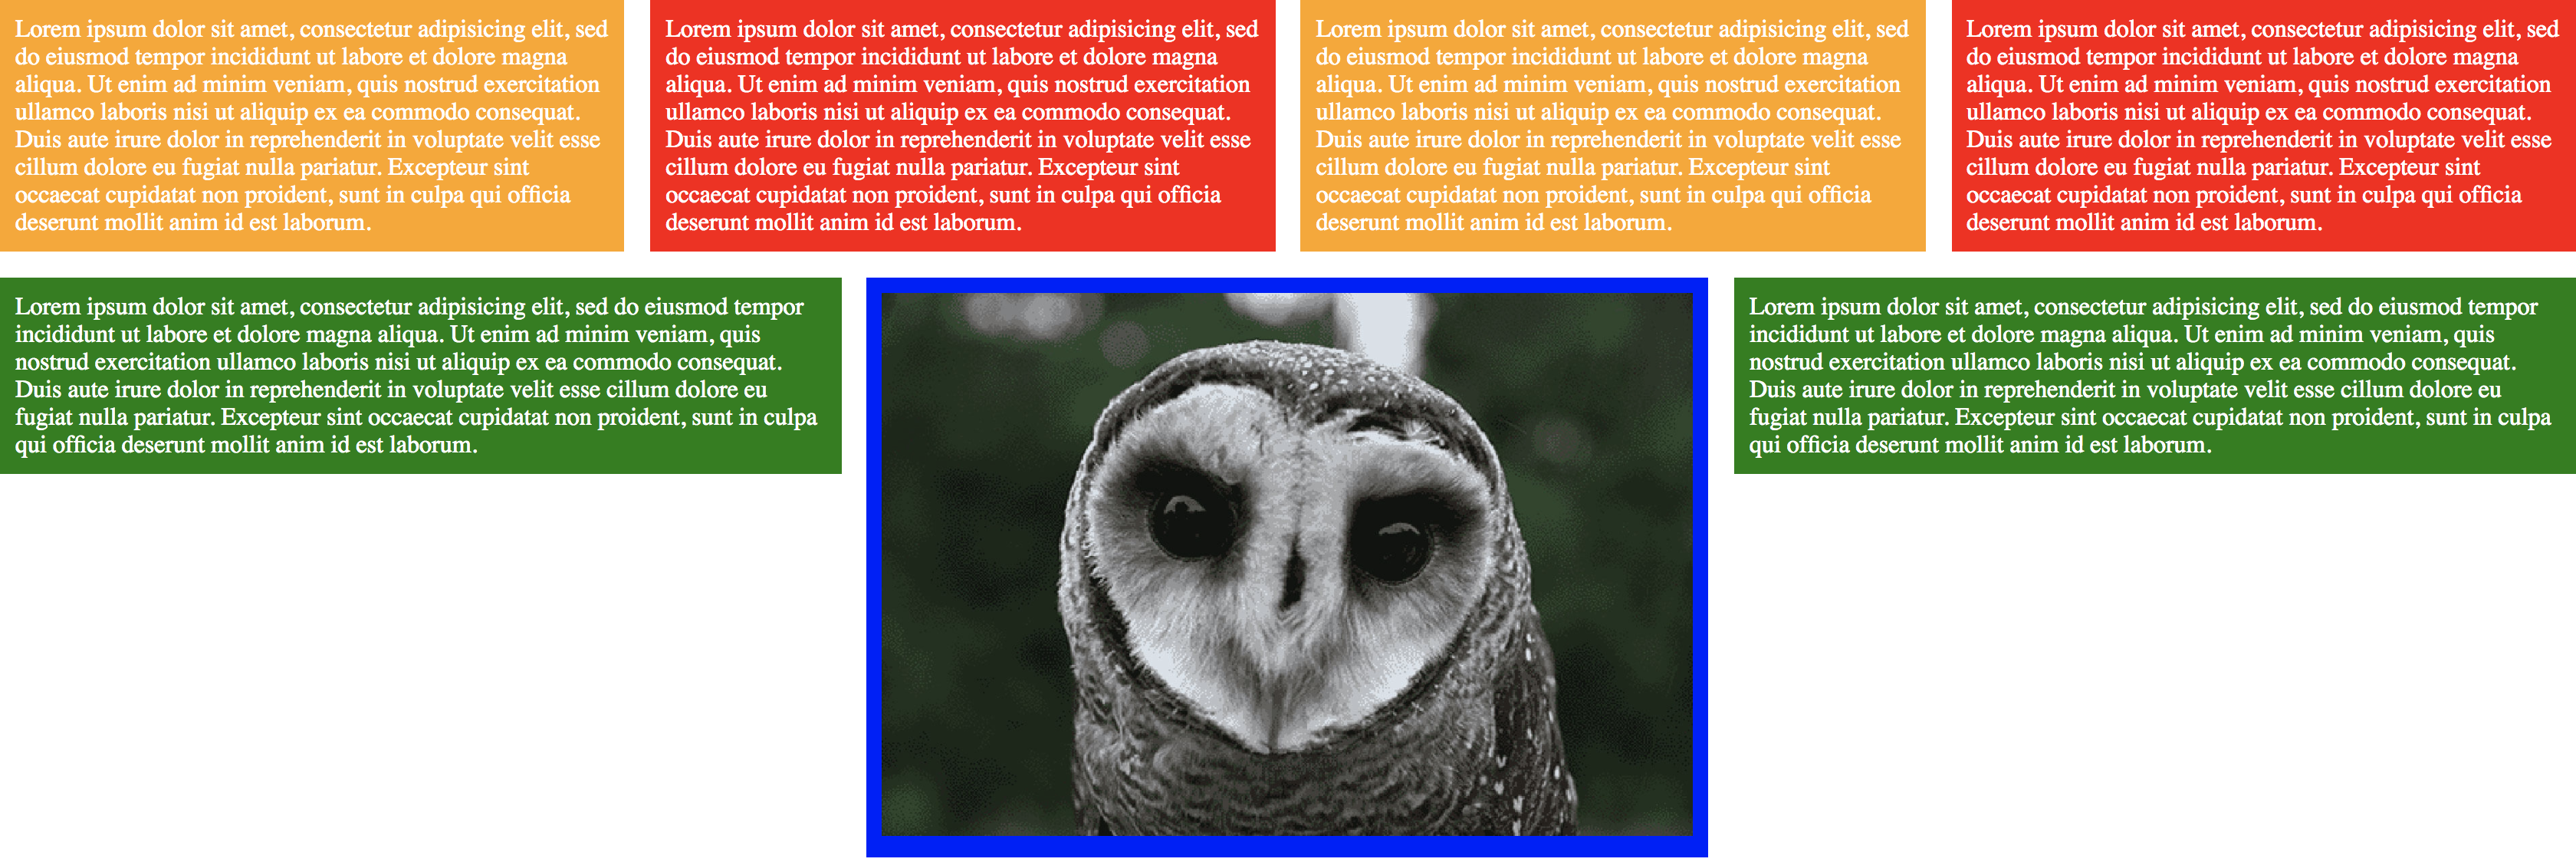 Lorem ipsum dolor sit amet, consectetur adipisicing elit, sed
do eiusmod tempor incididunt ut labore et dolore magna
aliqua. Ut enim ad minim veniam, quis nostrud exercitation
ullamco laboris nisi ut aliquip ex ea commodo consequat.
Duis aute irure dolor in reprehenderit in voluptate velit esse
cillum dolore eu fugiat nulla pariatur. Excepteur sint
occaecat cupidatat non proident, sunt in culpa qui officia
deserunt mollit anim id est laborum.
Lorem ipsum dolor sit amet, consectetur adipisicing elit, sed
do eiusmod tempor incididunt ut labore et dolore magna
aliqua. Ut enim ad minim veniam, quis nostrud exercitation
ullamco laboris nisi ut aliquip ex ea commodo consequat.
Duis aute irure dolor in reprehenderit in voluptate velit esse
cillum dolore eu fugiat nulla pariatur. Excepteur sint
occaecat cupidatat non proident, sunt in culpa qui officia
deserunt mollit anim id est laborum.
Lorem ipsum dolor sit amet, consectetur adipisicing elit, sed
do eiusmod tempor incididunt ut labore et dolore magna
aliqua. Ut enim ad minim veniam, quis nostrud exercitation
ullamco laboris nisi ut aliquip ex ea commodo consequat.
Duis aute irure dolor in reprehenderit in voluptate velit esse
cillum dolore eu fugiat nulla pariatur. Excepteur sint
occaecat cupidatat non proident, sunt in culpa qui officia
deserunt mollit anim id est laborum.
Lorem ipsum dolor sit amet, consectetur adipisicing elit, sed
do eiusmod tempor incididunt ut labore et dolore magna
aliqua. Ut enim ad minim veniam, quis nostrud exercitation
ullamco laboris nisi ut aliquip ex ea commodo consequat.
Duis aute irure dolor in reprehenderit in voluptate velit esse
cillum dolore eu fugiat nulla pariatur. Excepteur sint
occaecat cupidatat non proident, sunt in culpa qui officia
deserunt mollit anim id est laborum.
Lorem ipsum dolor sit amet, consectetur adipisicing elit, sed do eiusmod tempor
incididunt ut labore et dolore magna aliqua. Ut enim ad minim veniam, quis
nostrud exercitation ullamco laboris nisi ut aliquip ex ea commodo consequat.
Duis aute irure dolor in reprehenderit in voluptate velit esse cillum dolore eu
fugiat nulla pariatur. Excepteur sint occaecat cupidatat non proident, sunt in culpa
qui officia deserunt mollit anim id est laborum.
Lorem ipsum dolor sit amet, consectetur adipisicing elit, sed do eiusmod tempor
incididunt ut labore et dolore magna aliqua. Ut enim ad minim veniam, quis
nostrud exercitation ullamco laboris nisi ut aliquip ex ea commodo consequat.
Duis aute irure dolor in reprehenderit in voluptate velit esse cillum dolore eu
fugiat nulla pariatur. Excepteur sint occaecat cupidatat non proident, sunt in culpa
qui officia deserunt mollit anim id est laborum.